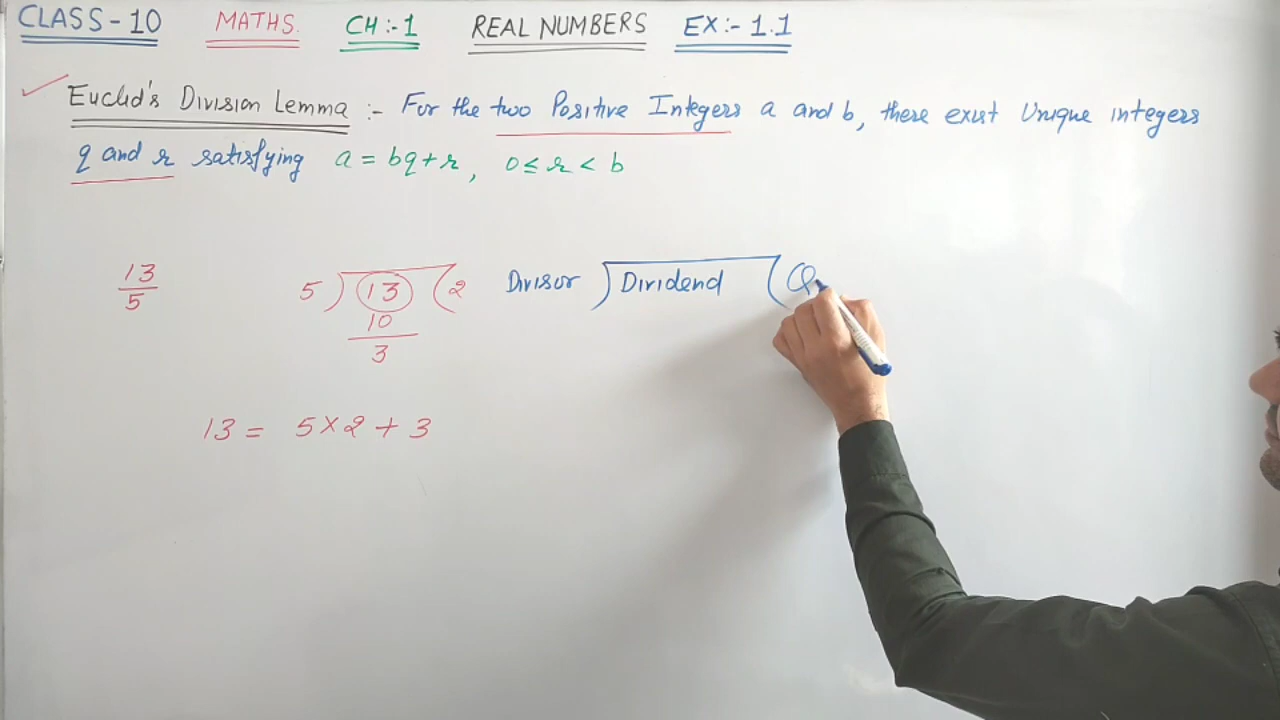 CLASS-10 MATHS. CH:-1 REAL NUMBERS EX:- 1.1
Euclid's Division Lemma :- For the two Positive Integers a and b, there exist Unique integers
q and r satisfying a = bq+r, 0≤r<b
13
5
5 ) 13 ( 2
10
3
Divisor ) Dividend ( Q
13 = 5×2+3